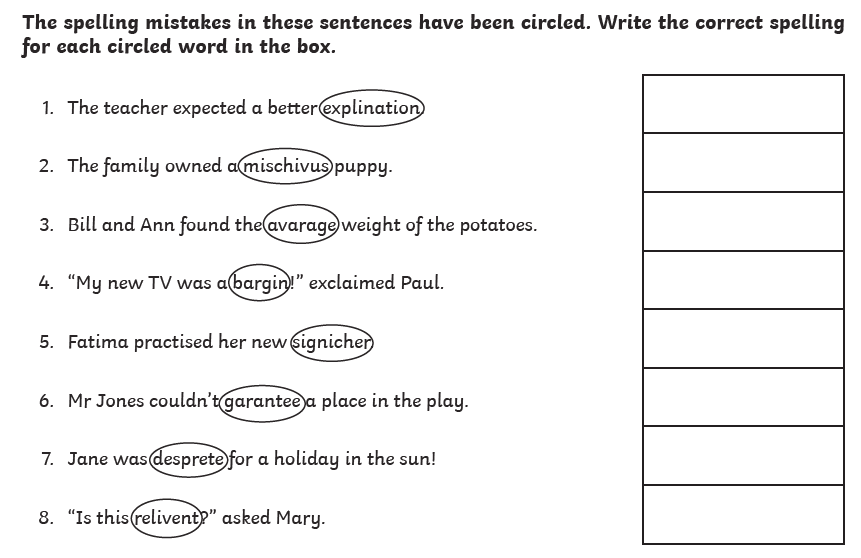 The spelling mistakes in these sentences have been circled. Write the correct spelling
for each circled word in the box.
1. The teacher expected a better explination
2. The family owned a mischivus puppy.
3. Bill and Ann found the avarage weight of the potatoes.
4. “My new TV was a bargin!” exclaimed Paul.
5. Fatima practised her new signicher
6. Mr Jones couldn’t garantee a place in the play.
7. Jane was desprete for a holiday in the sun!
8. “Is this relivent?” asked Mary.